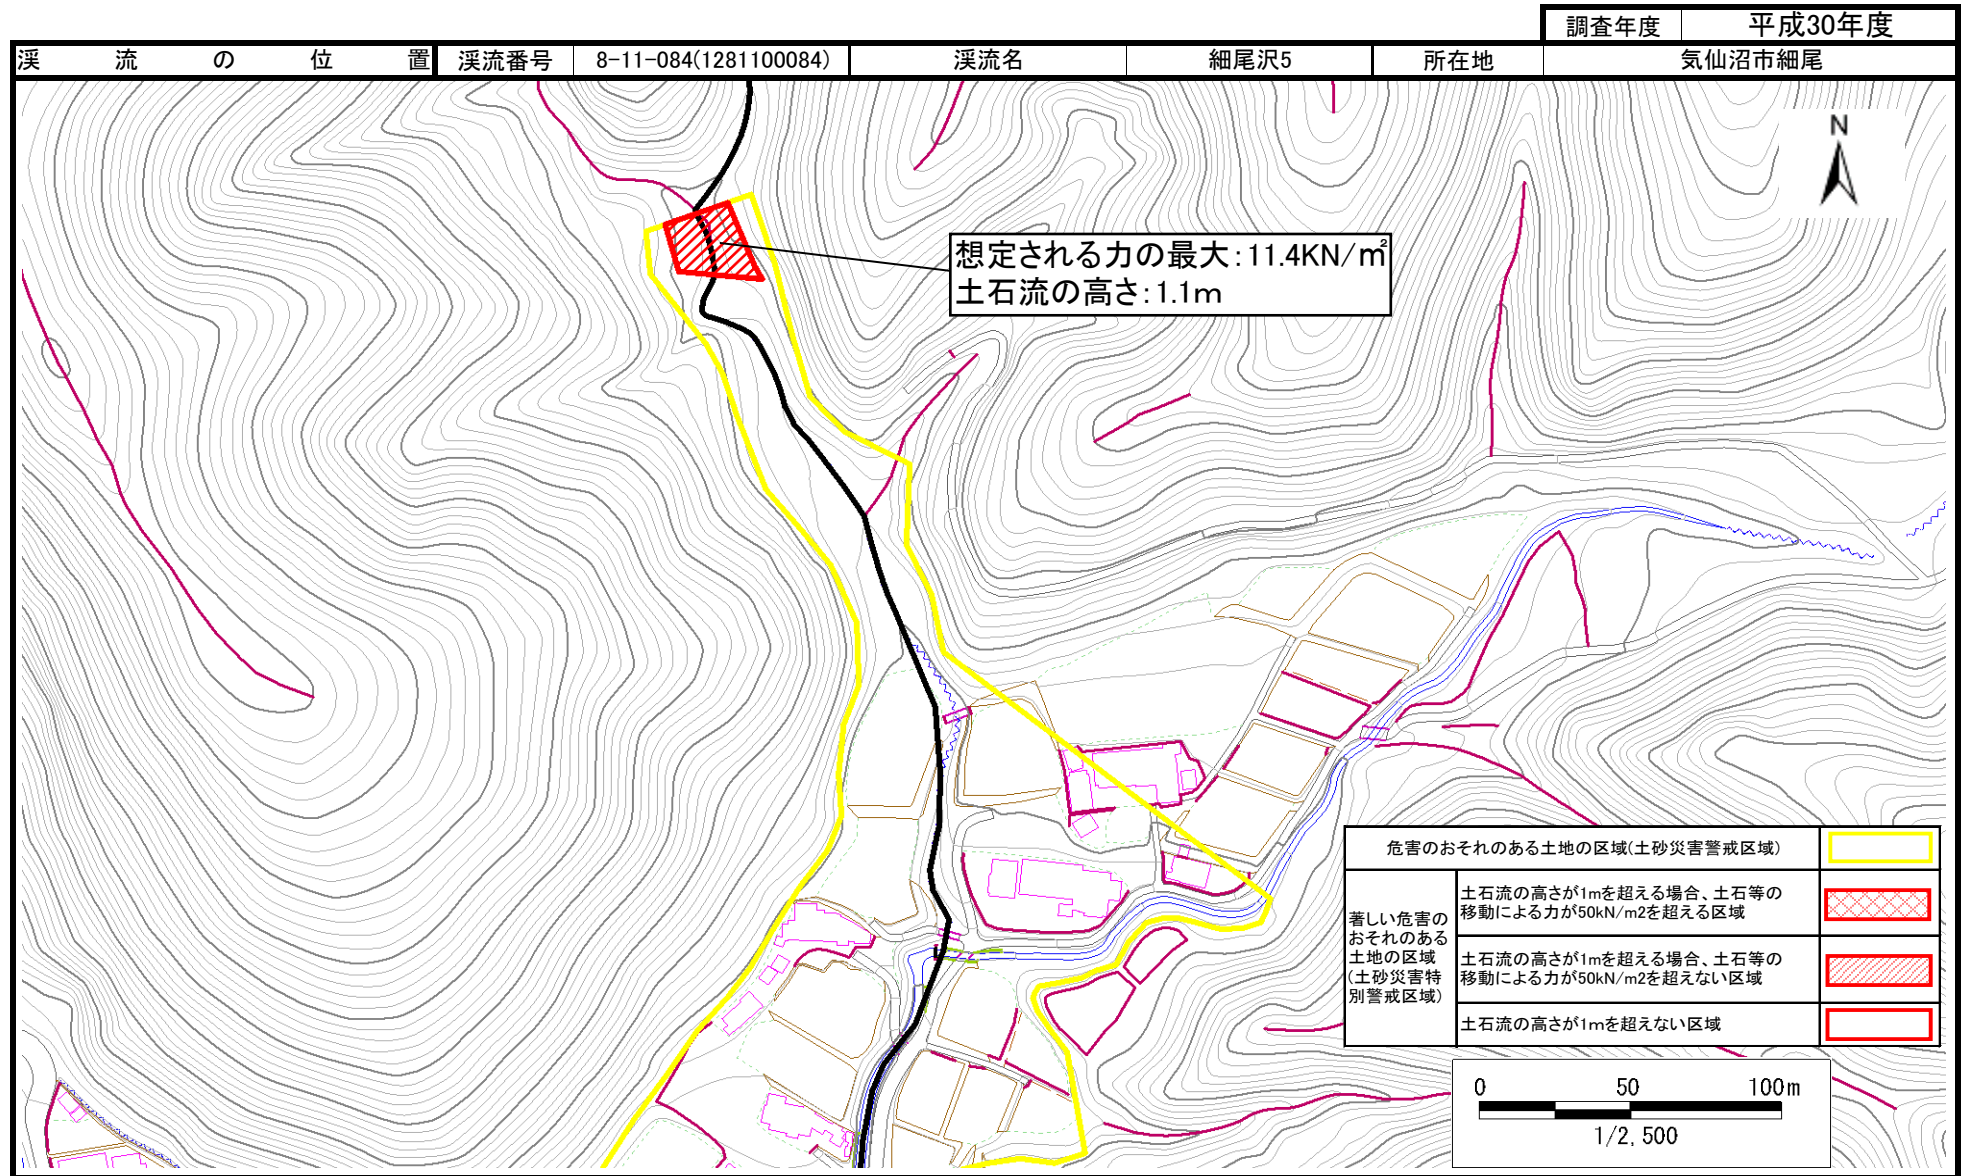 調査年度 平成30年度
渓流の位置 渓流番号 8-11-084(1281100084) 渓流名 細尾沢5 所在地 気仙沼市細尾
N
想定される力の最大:11.4KN/㎡
土石流の高さ:1.1m
危害のおそれのある土地の区域(土砂災害警戒区域)
著しい危害の
おそれのある
土地の区域
(土砂災害特
別警戒区域)
土石流の高さが1mを超える場合、土石等の
移動による力が50kN/m2を超える区域
土石流の高さが1mを超える場合、土石等の
移動による力が50kN/m2を超えない区域
土石流の高さが1mを超えない区域
0 50 100m
1/2,500